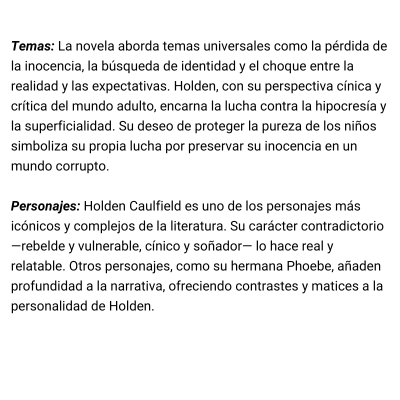 Temas: La novela aborda temas universales como la pérdida de
la inocencia, la búsqueda de identidad y el choque entre la
realidad y las expectativas. Holden, con su perspectiva cínica y
crítica del mundo adulto, encarna la lucha contra la hipocresía y
la superficialidad. Su deseo de proteger la pureza de los niños
simboliza su propia lucha por preservar su inocencia en un
mundo corrupto.
Personajes: Holden Caulfield es uno de los personajes más
icónicos y complejos de la literatura. Su carácter contradictorio
—rebelde y vulnerable, cínico y soñador— lo hace real y
relatable. Otros personajes, como su hermana Phoebe, añaden
profundidad a la narrativa, ofreciendo contrastes y matices a la
personalidad de Holden.